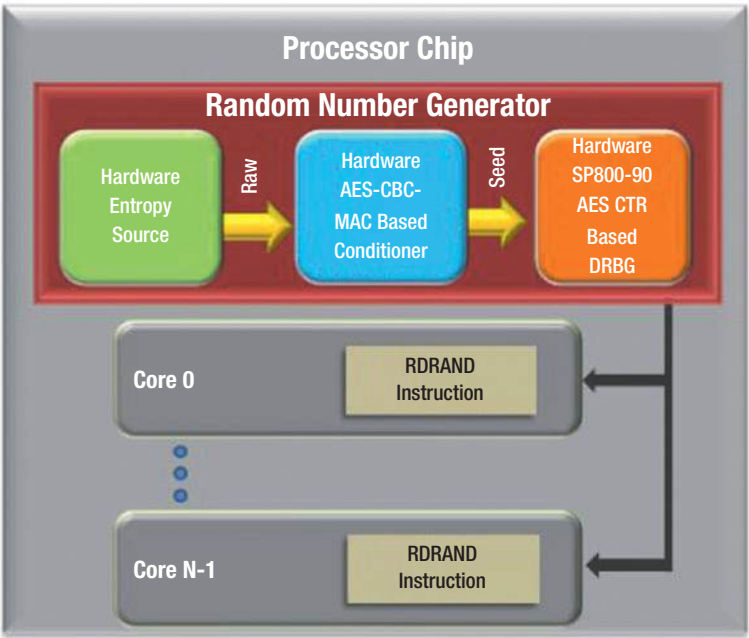 Processor Chip
Random Number Generator
Hardware
Entropy
Source
Raw
Hardware
AES-CBC-
MAC Based
Conditioner
Seed
Hardware
SP800-90
AES CTR
Based
DRBG
Core 0
RDRAND
Instruction
Core N-1
RDRAND
Instruction